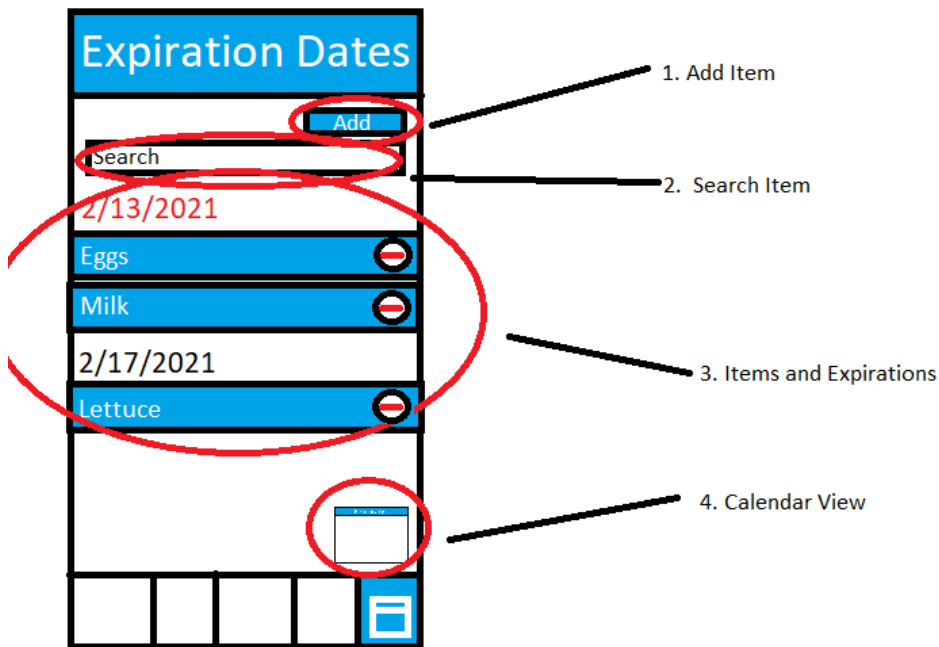 Expiration Dates
Add
1. Add Item
Search
2. Search Item
2/13/2021
Eggs
Milk
2/17/2021
3. Items and Expirations
Lettuce
4. Calendar View